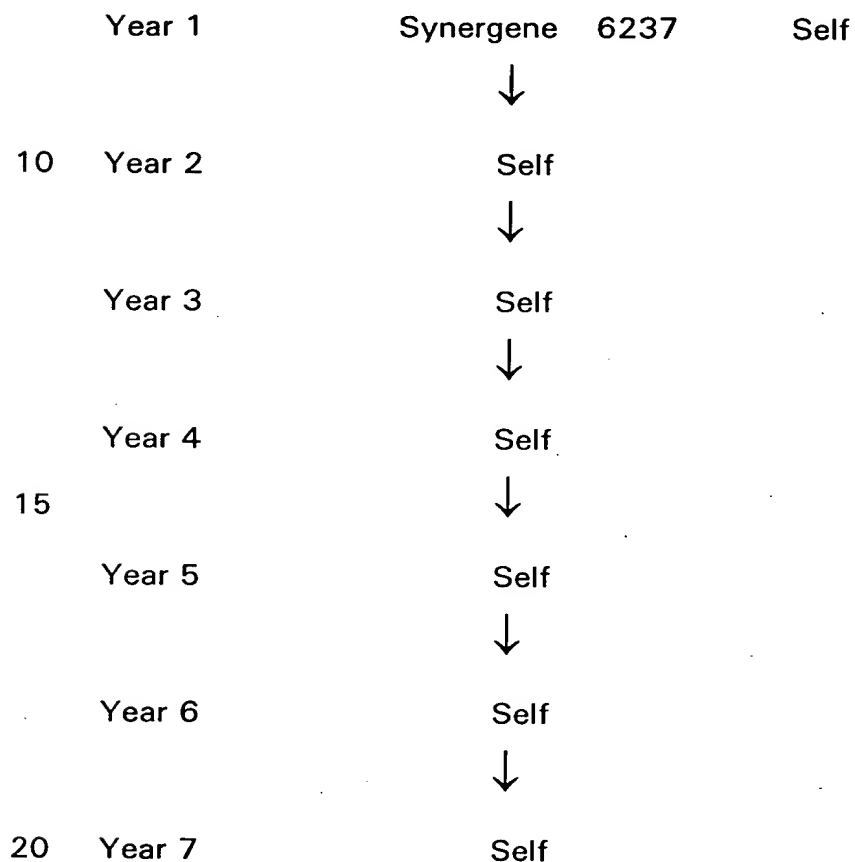 Year 1 Synergene 6237 Self
↓
10 Year 2 Self
↓
Year 3 Self
↓
Year 4 Self
15 ↓
Year 5 Self
↓
Year 6 Self
↓
20 Year 7 Self